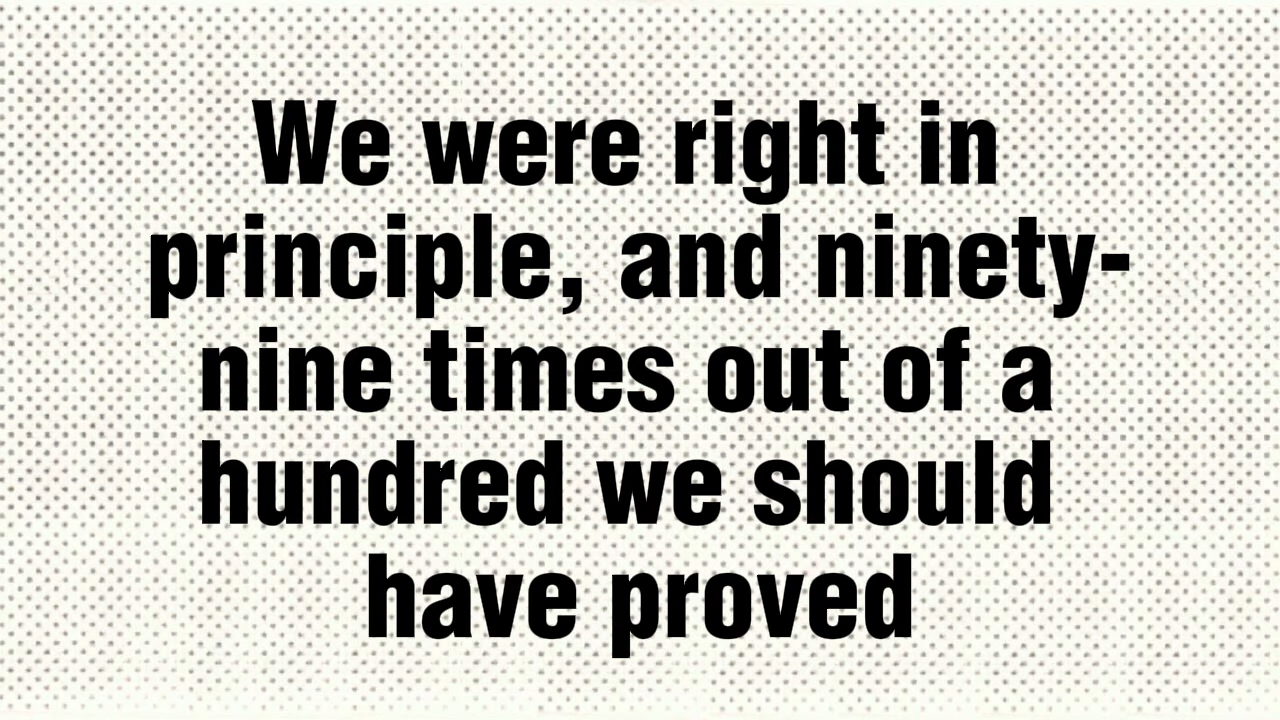 We were right in
principle, and ninety-
nine times out of a
hundred we should
have proved